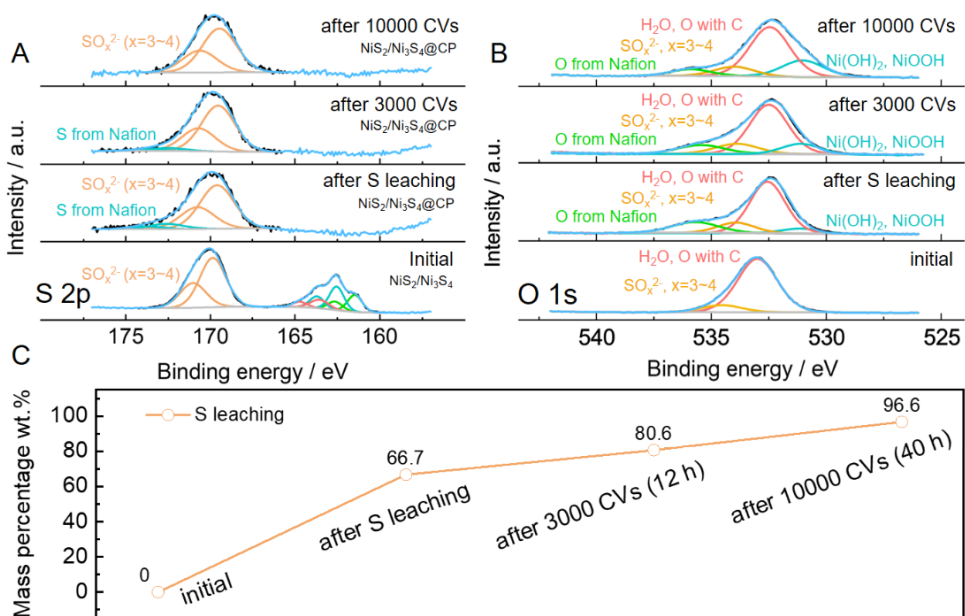 A
Intensity / a.u.
SOₓ²⁻ (x=3~4)
after 10000 CVs
NiS₂/Ni₃S₄@CP
after 3000 CVs
NiS₂/Ni₃S₄@CP
S from Nafion
SOₓ²⁻ (x=3~4)
after S leaching
NiS₂/Ni₃S₄@CP
S from Nafion
Initial
SOₓ²⁻ (x=3~4)
NiS₂/Ni₃S₄
S 2p
175 170 165 160
Binding energy / eV
B
Intensity / a.u.
H₂O, O with C
after 10000 CVs
SOₓ²⁻, x=3~4
O from Nafion
Ni(OH)₂, NiOOH
H₂O, O with C
after 3000 CVs
SOₓ²⁻, x=3~4
O from Nafion
Ni(OH)₂, NiOOH
H₂O, O with C
after S leaching
SOₓ²⁻, x=3~4
O from Nafion
Ni(OH)₂, NiOOH
H₂O, O with C
initial
SOₓ²⁻, x=3~4
O 1s
540 535 530 525
Binding energy / eV
C
Mass percentage wt.%
100
80
60
40
20
0
S leaching
0
66.7
80.6
96.6
initial
after S leaching
after 3000 CVs (12 h)
after 10000 CVs (40 h)